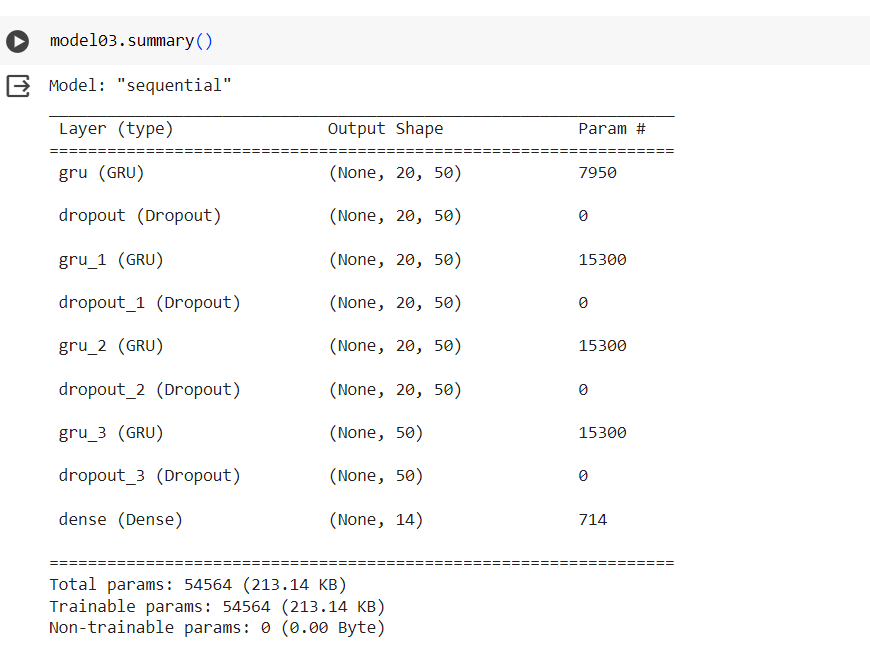 model03.summary()
Model: "sequential"
Layer (type) Output Shape Param #
=================================================================
gru (GRU) (None, 20, 50) 7950
dropout (Dropout) (None, 20, 50) 0
gru_1 (GRU) (None, 20, 50) 15300
dropout_1 (Dropout) (None, 20, 50) 0
gru_2 (GRU) (None, 20, 50) 15300
dropout_2 (Dropout) (None, 20, 50) 0
gru_3 (GRU) (None, 50) 15300
dropout_3 (Dropout) (None, 50) 0
dense (Dense) (None, 14) 714
=================================================================
Total params: 54564 (213.14 KB)
Trainable params: 54564 (213.14 KB)
Non-trainable params: 0 (0.00 Byte)